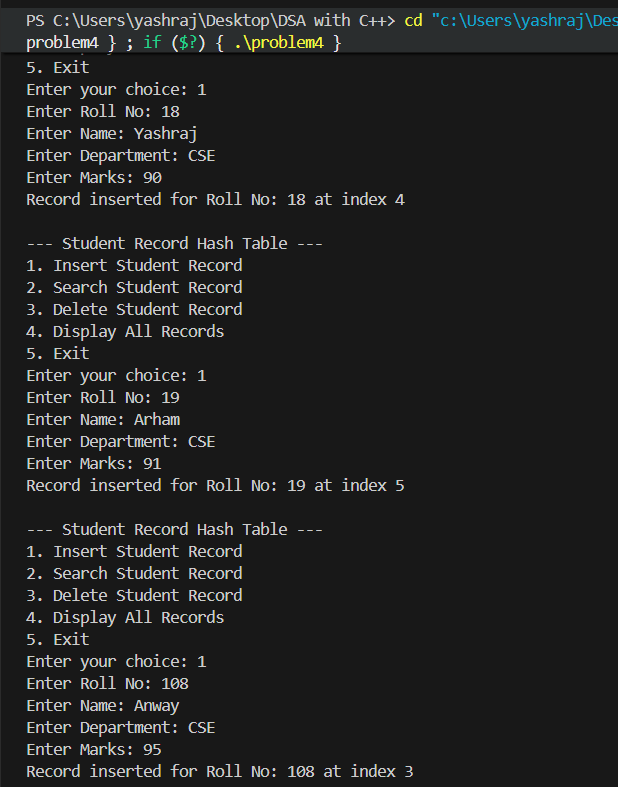 PS C:\Users\yashraj\Desktop\DSA with C++> cd "c:\Users\yashraj\Des
problem4 } ; if ($?) { .\problem4 }
5. Exit
Enter your choice: 1
Enter Roll No: 18
Enter Name: Yashraj
Enter Department: CSE
Enter Marks: 90
Record inserted for Roll No: 18 at index 4
--- Student Record Hash Table ---
1. Insert Student Record
2. Search Student Record
3. Delete Student Record
4. Display All Records
5. Exit
Enter your choice: 1
Enter Roll No: 19
Enter Name: Arham
Enter Department: CSE
Enter Marks: 91
Record inserted for Roll No: 19 at index 5
--- Student Record Hash Table ---
1. Insert Student Record
2. Search Student Record
3. Delete Student Record
4. Display All Records
5. Exit
Enter your choice: 1
Enter Roll No: 108
Enter Name: Anway
Enter Department: CSE
Enter Marks: 95
Record inserted for Roll No: 108 at index 3